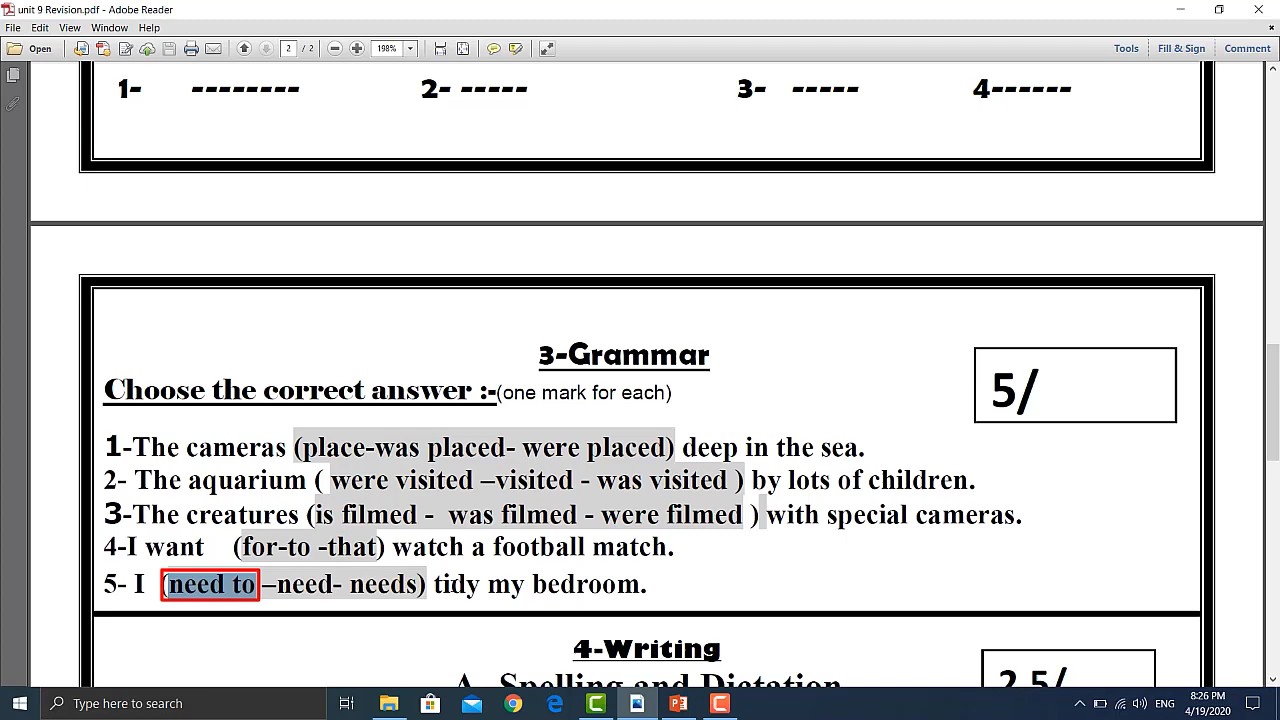 unit 9 Revision.pdf - Adobe Reader
File Edit View Window Help
Open 2 / 2 198% Tools Fill & Sign Comment
1- -------- 2- ----- 3- ----- 4------
3-Grammar
Choose the correct answer :-(one mark for each)
5/
1-The cameras (place-was placed- were placed) deep in the sea.
2- The aquarium ( were visited –visited - was visited ) by lots of children.
3-The creatures (is filmed - was filmed - were filmed ) with special cameras.
4-I want (for-to -that) watch a football match.
5- I (need to –need- needs) tidy my bedroom.
4-Writing
A Spelling and Dictation
2.5/
Type here to search
ENG
8:26 PM
4/19/2020